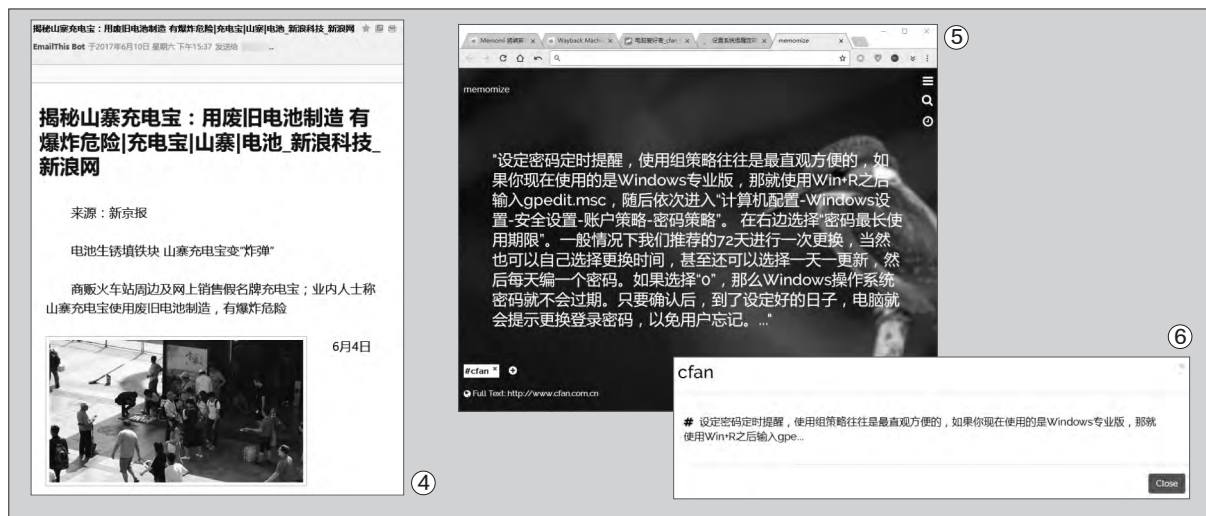 揭秘山寨充电宝：用废旧电池制造 有爆炸危险|充电宝|山寨|电池_新浪科技_新浪网
EmailThis Bot 于2017年6月10日 星期六 下午15:37 发送给
揭秘山寨充电宝：用废旧电池制造 有
爆炸危险|充电宝|山寨|电池_新浪科技_
新浪网
来源：新京报
电池生锈填铁块 山寨充电宝变“炸弹”
商贩火车站周边及网上销售假名牌充电宝；业内人士称
山寨充电宝使用废旧电池制造，有爆炸危险
6月4日
④
⑤
memomize
memomize
"设定密码定时提醒，使用组策略往往是最直观方便的，如
果你现在使用的是Windows专业版，那就使用Win+R之后
输入gpedit.msc，随后依次进入“计算机配置-Windows设
置-安全设置-账户策略-密码策略”。 在右边选择“密码最长使
用期限”。一般情况下我们推荐的72天进行一次更换，当然
也可以自己选择更换时间，甚至还可以选择一天一更新，然
后每天编一个密码。如果选择“0”，那么Windows操作系统
密码就不会过期。只要确认后，到了设定好的日子，电脑就
会提示更换登录密码，以免用户忘记。..."
#cfan ×
Full Text: http://www.cfan.com.cn
⑥
cfan
# 设定密码定时提醒，使用组策略往往是最直观方便的，如果你现在使用的是Windows专业版，那就
使用Win+R之后输入gpe...
Close